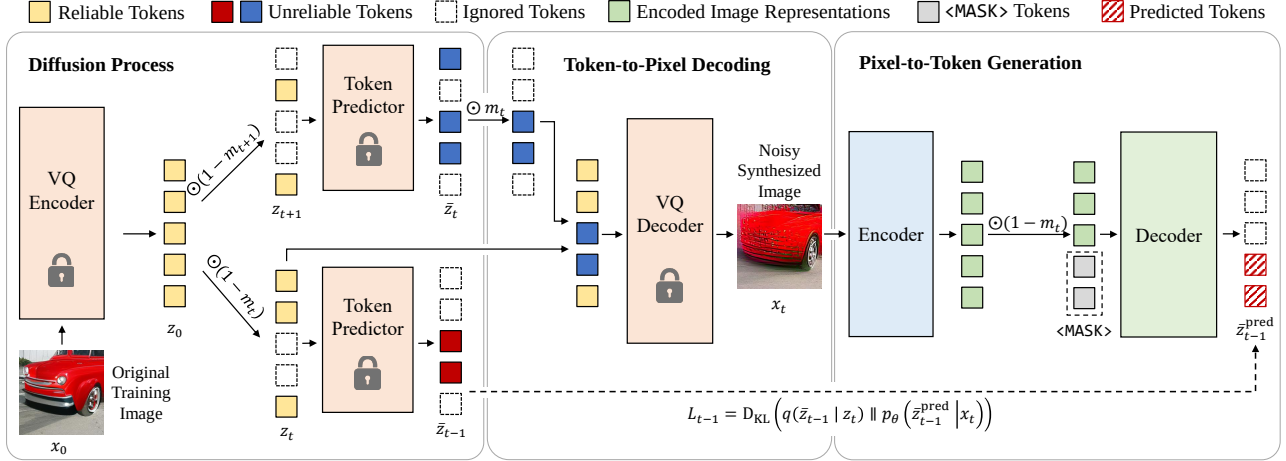 Reliable Tokens
Unreliable Tokens
Ignored Tokens
Encoded Image Representations
<MASK> Tokens
Predicted Tokens
Diffusion Process
Token-to-Pixel Decoding
Pixel-to-Token Generation
VQ
Encoder
z_0
⊙(1 − m_{t+1})
⊙(1 − m_t)
z_{t+1}
Token
Predictor
z̄_t
⊙ m_t
z_t
Token
Predictor
z̄_{t−1}
Original
Training
Image
x_0
VQ
Decoder
Noisy
Synthesized
Image
x_t
Encoder
⊙(1 − m_t)
<MASK>
Decoder
z̄_{t−1}^{pred}
L_{t−1} = D_{KL}(q(z̄_{t−1} | z_t) ∥ p_θ(z̄_{t−1}^{pred} | x_t))